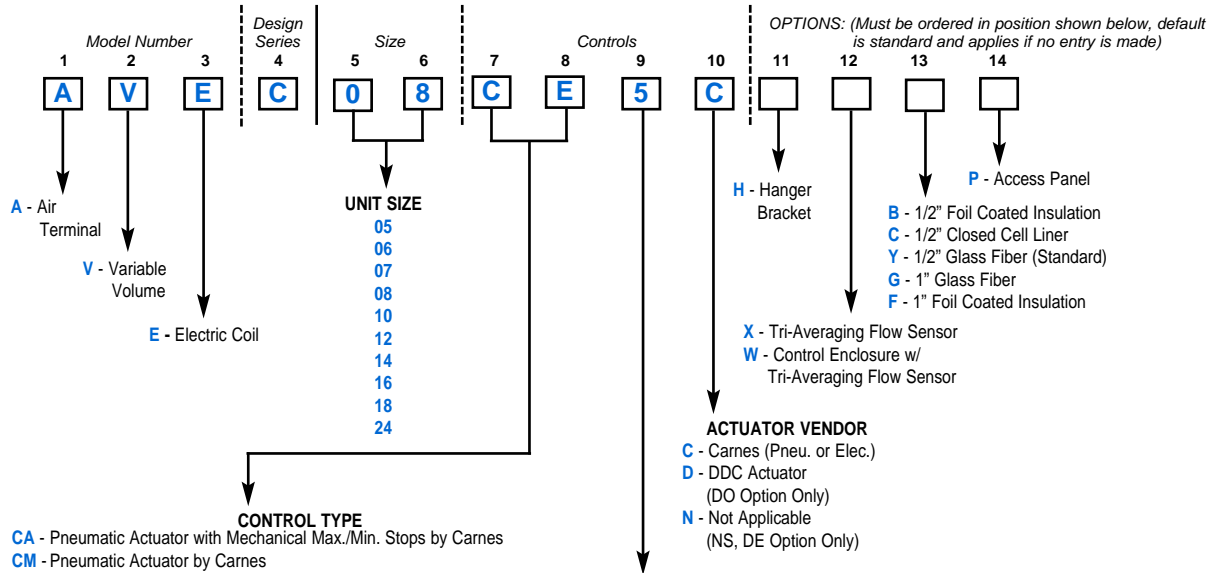 OPTIONS: (Must be ordered in position shown below, default
is standard and applies if no entry is made)
Model Number
Design
Series
Size
Controls
1 2 3 4 5 6 7 8 9 10 11 12 13 14
A V E C 0 8 C E 5 C
A - Air
Terminal
V - Variable
Volume
E - Electric Coil
UNIT SIZE
05
06
07
08
10
12
14
16
18
24
H - Hanger
Bracket
P - Access Panel
B - 1/2” Foil Coated Insulation
C - 1/2” Closed Cell Liner
Y - 1/2” Glass Fiber (Standard)
G - 1” Glass Fiber
F - 1” Foil Coated Insulation
X - Tri-Averaging Flow Sensor
W - Control Enclosure w/
Tri-Averaging Flow Sensor
ACTUATOR VENDOR
C - Carnes (Pneu. or Elec.)
D - DDC Actuator
(DO Option Only)
N - Not Applicable
(NS, DE Option Only)
CONTROL TYPE
CA - Pneumatic Actuator with Mechanical Max./Min. Stops by Carnes
CM - Pneumatic Actuator by Carnes